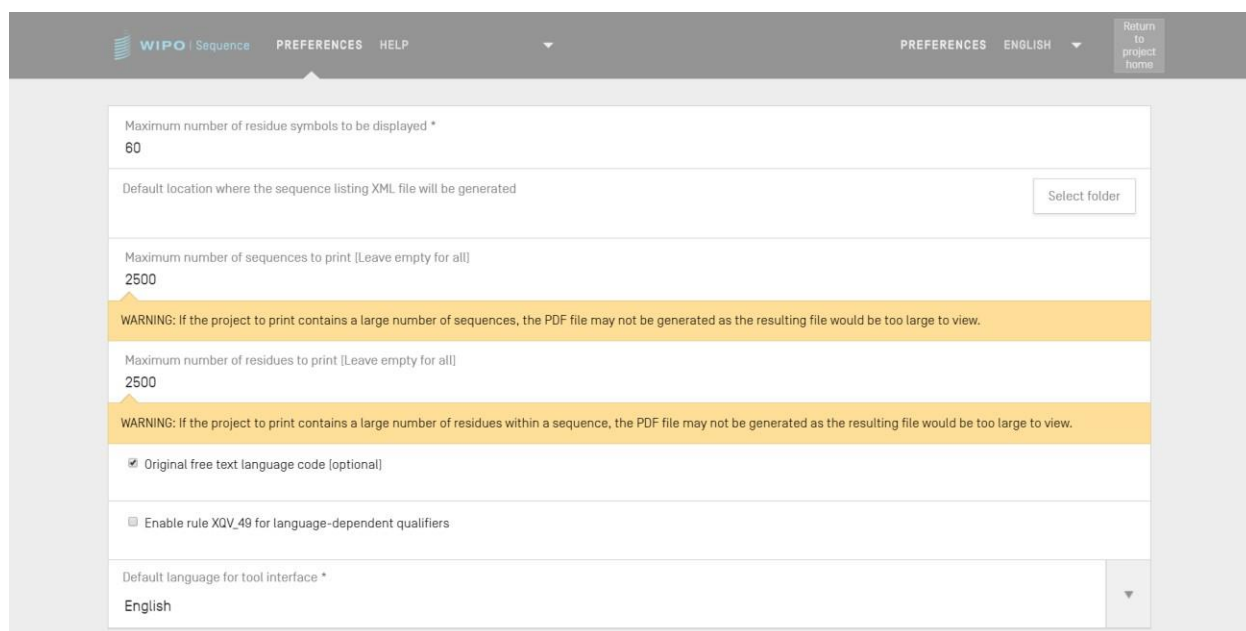 WIPO | Sequence PREFERENCES HELP PREFERENCES ENGLISH
Return
to
project
home
Maximum number of residue symbols to be displayed *
60
Default location where the sequence listing XML file will be generated
Select folder
Maximum number of sequences to print [Leave empty for all]
2500
WARNING: If the project to print contains a large number of sequences, the PDF file may not be generated as the resulting file would be too large to view.
Maximum number of residues to print [Leave empty for all]
2500
WARNING: If the project to print contains a large number of residues within a sequence, the PDF file may not be generated as the resulting file would be too large to view.
Original free text language code [optional]
Enable rule XQV_49 for language-dependent qualifiers
Default language for tool interface *
English